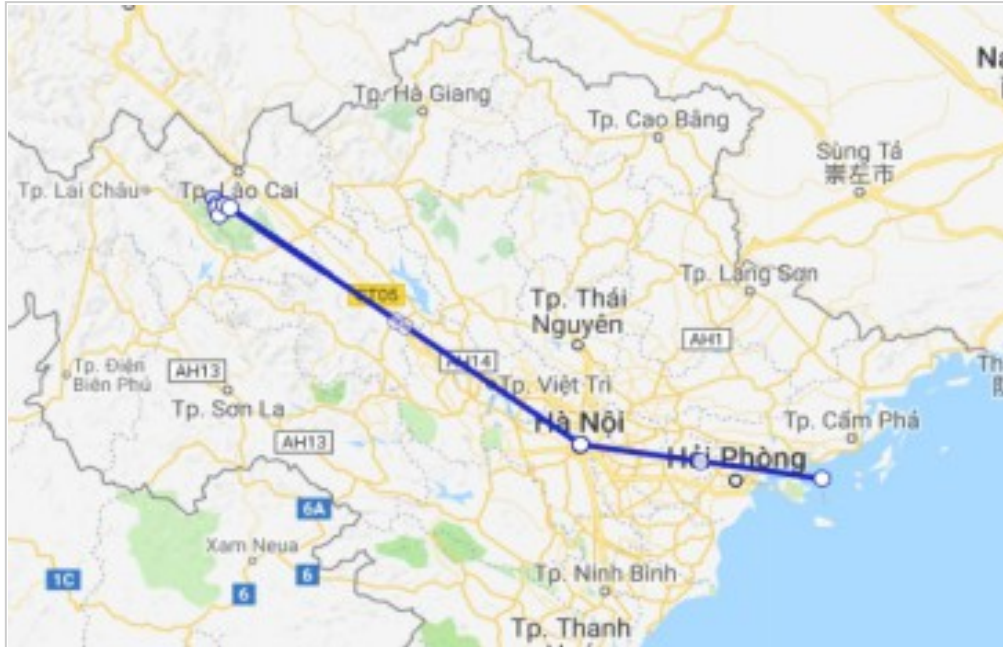 Tp. Hà Giang
Tp. Cao Bằng
Sùng Tả
崇左市
Tp. Lai Châu
Tp. Lào Cai
Tp. Lạng Sơn
CT05
Tp. Thái
Nguyên
AH1
AH14
Tp. Điện
Biên Phủ
AH13
Tp. Việt Trì
Tp. Sơn La
Hà Nội
Tp. Cẩm Phả
AH13
Hải Phòng
6A
Xam Neua
1C
6
6
Tp. Ninh Bình
Tp. Thanh